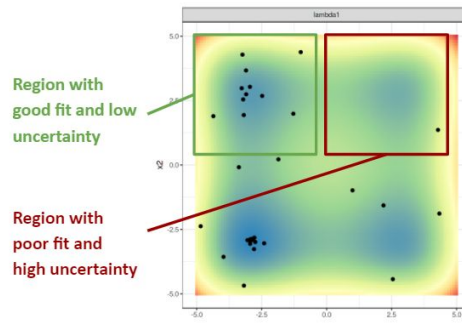 lambda1
Region with
good fit and low
uncertainty
Region with
poor fit and
high uncertainty
x2
5.0
2.5
0.0
-2.5
-5.0
-5.0
-2.5
0.0
2.5
5.0